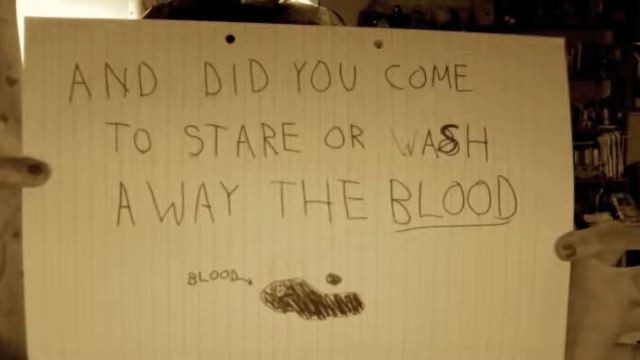 AND DID YOU COME
TO STARE OR WASH
AWAY THE BLOOD
BLOOD